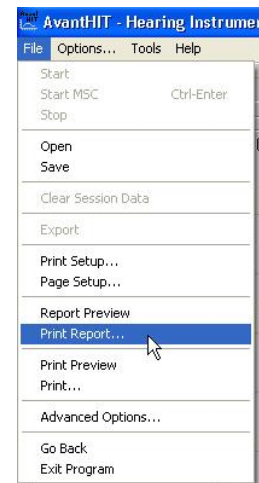 AvantHIT - Hearing Instrume
File Options... Tools Help
Start
Start MSC Ctrl-Enter
Stop
Open
Save
Clear Session Data
Export
Print Setup...
Page Setup...
Report Preview
Print Report...
Print Preview
Print...
Advanced Options...
Go Back
Exit Program